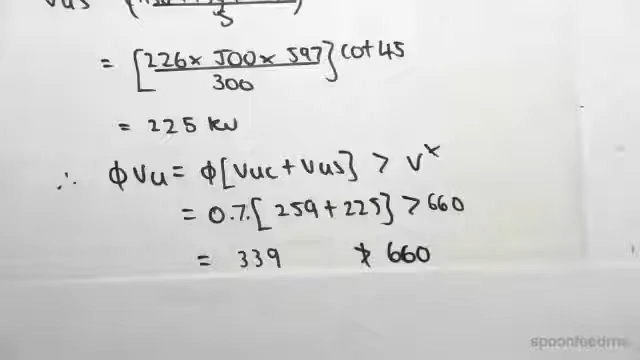 5
= [226 x 500 x 597 / 300] cot 45
= 225 kN
∴ ϕVu = ϕ[Vuc + Vus] > V*
= 0.7.[259 + 225] > 660
= 339 ≯ 660
spoonfeedme